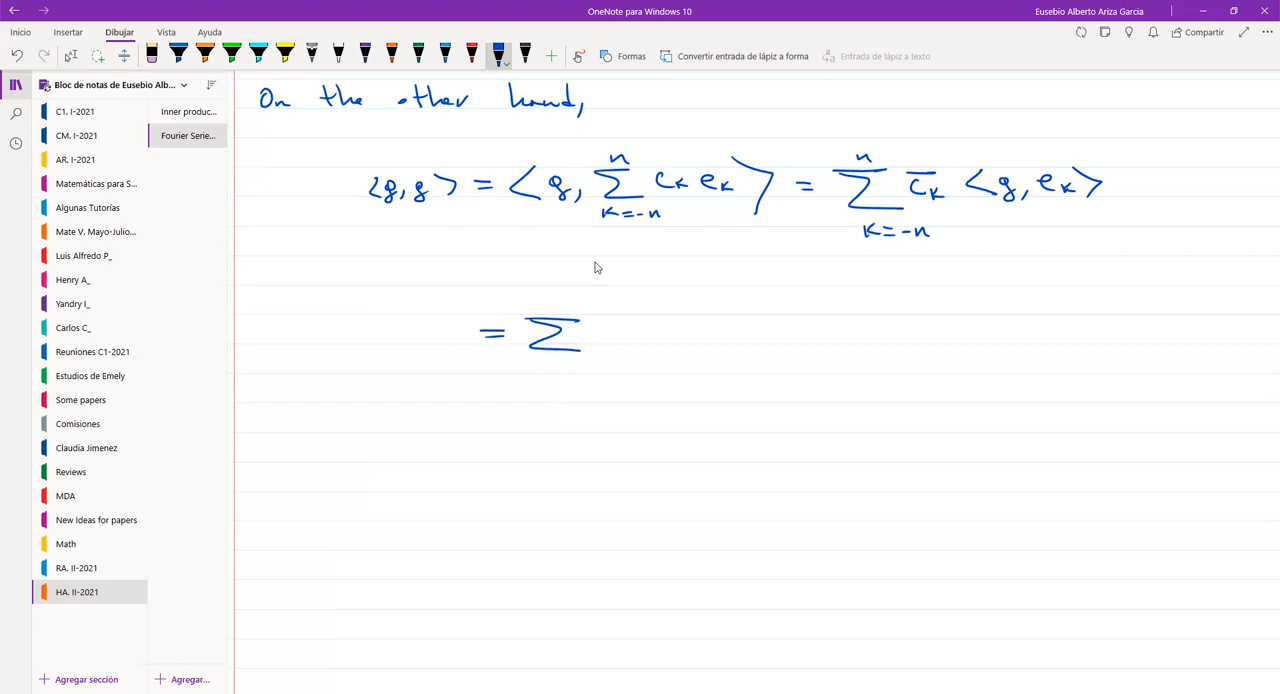 OneNote para Windows 10
Eusebio Alberto Ariza Garcia
Inicio Insertar Dibujar Vista Ayuda
Compartir
Formas Convertir entrada de lápiz a forma Entrada de lápiz a texto
Bloc de notas de Eusebio Alb...
C1. I-2021
CM. I-2021
AR. I-2021
Matemáticas para S...
Algunas Tutorías
Mate V. Mayo-Julio...
Luis Alfredo P_
Henry A_
Yandry I_
Carlos C_
Reuniones C1-2021
Estudios de Emely
Some papers
Comisiones
Claudia Jimenez
Reviews
MDA
New Ideas for papers
Math
RA. II-2021
HA. II-2021
Agregar sección
Inner produc...
Fourier Serie...
Agregar...
On the other hand,
⟨g, g⟩ = ⟨g, ∑_{k=-n}^{n} c_k e_k⟩ = ∑_{k=-n}^{n} \overline{c_k} ⟨g, e_k⟩
= ∑